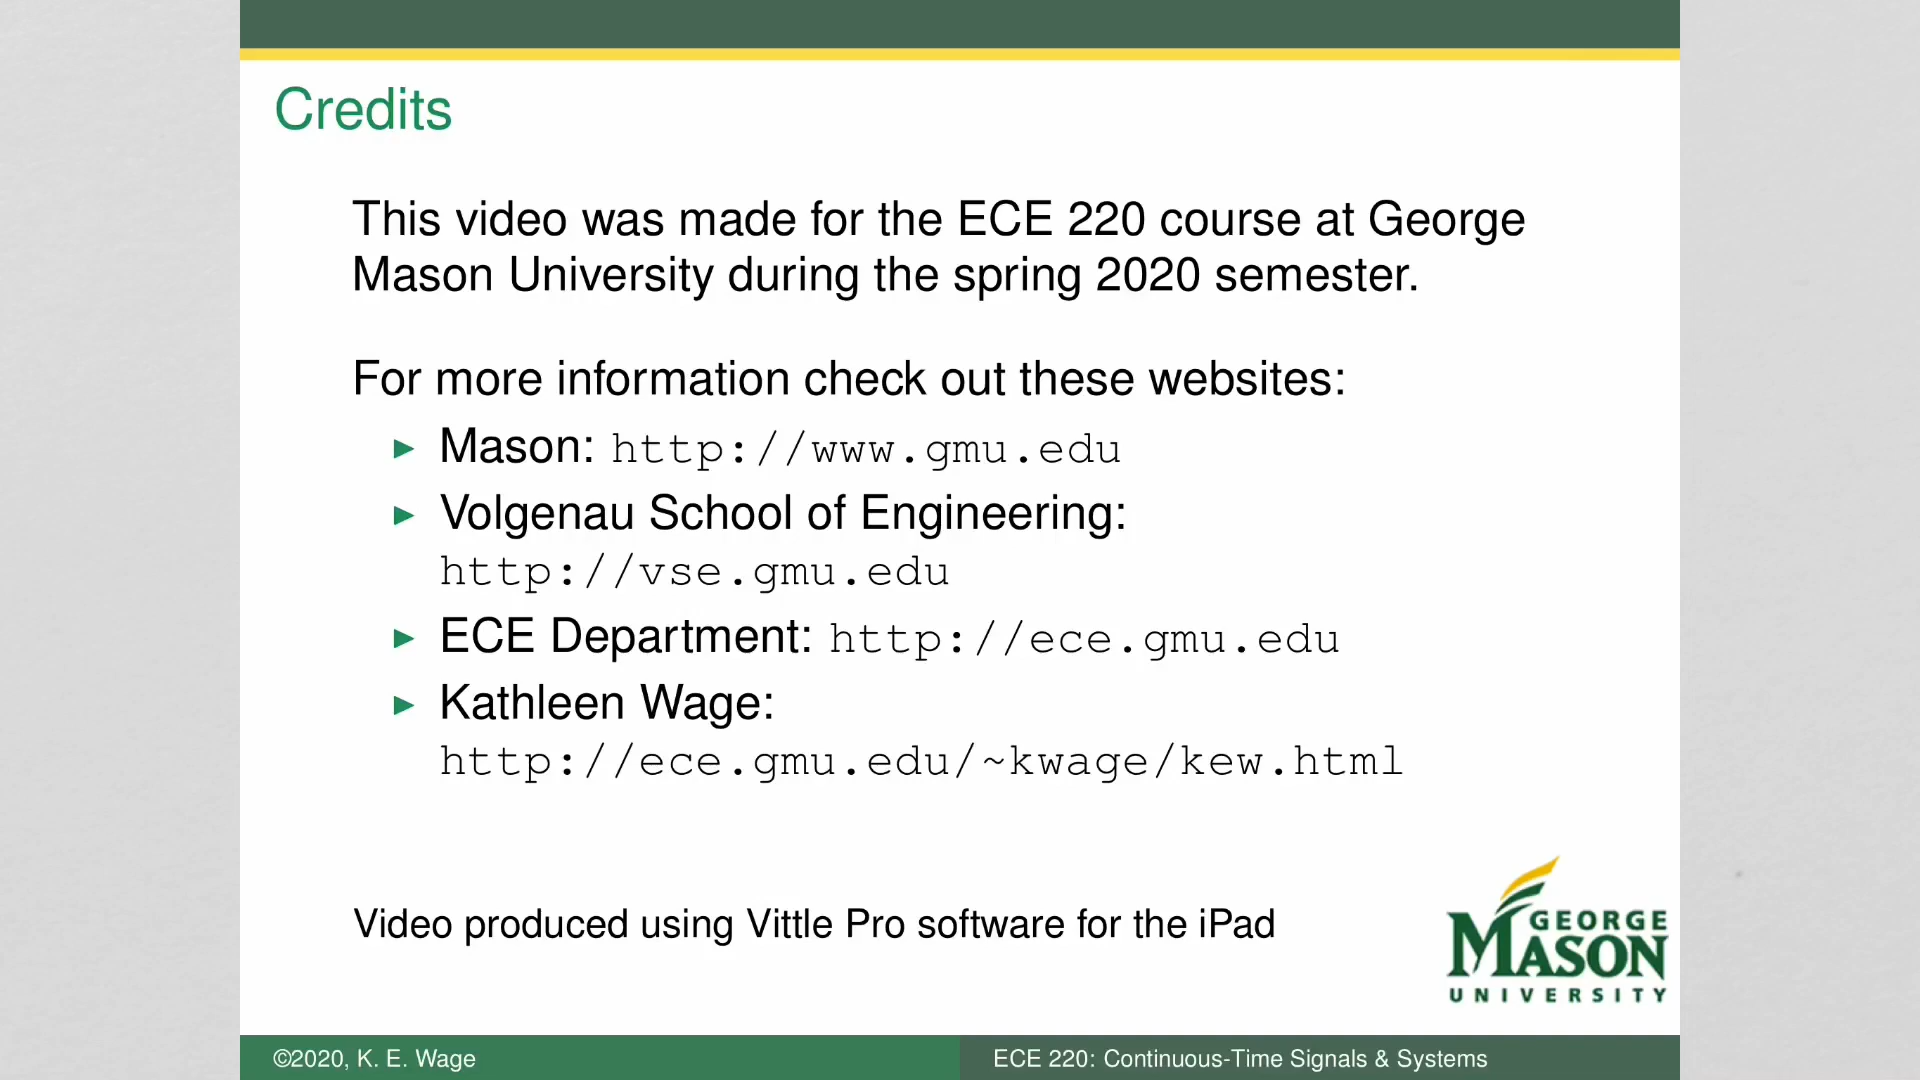 Credits
This video was made for the ECE 220 course at George
Mason University during the spring 2020 semester.
For more information check out these websites:
▶ Mason: http://www.gmu.edu
▶ Volgenau School of Engineering:
http://vse.gmu.edu
▶ ECE Department: http://ece.gmu.edu
▶ Kathleen Wage:
http://ece.gmu.edu/~kwage/kew.html
Video produced using Vittle Pro software for the iPad
GEORGE
MASON
UNIVERSITY
©2020, K. E. Wage
ECE 220: Continuous-Time Signals & Systems